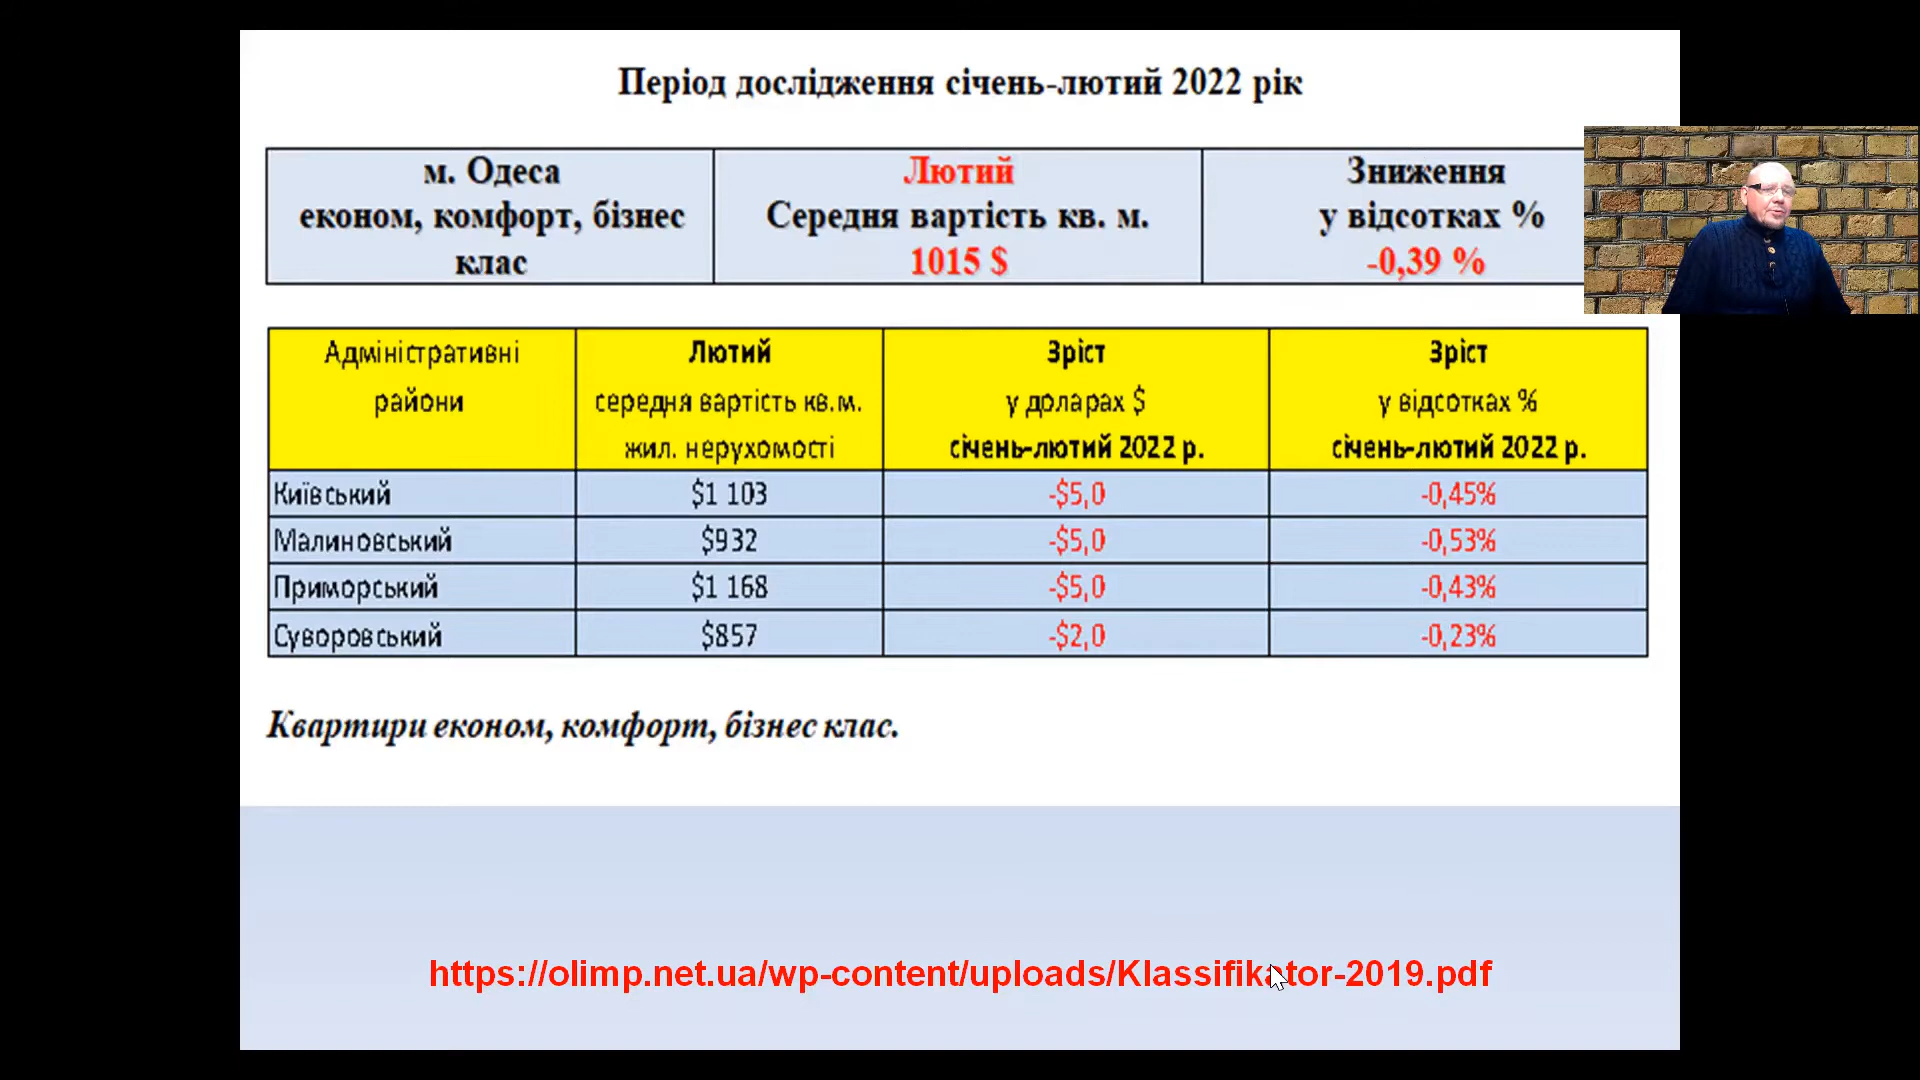 Період дослідження січень-лютий 2022 рік
м. Одеса
економ, комфорт, бізнес
клас
Лютий
Середня вартість кв. м.
1015 $
Зниження
у відсотках %
-0,39 %
Адміністративні
райони
Лютий
середня вартість кв.м.
жил. нерухомості
Зріст
у доларах $
січень-лютий 2022 р.
Зріст
у відсотках %
січень-лютий 2022 р.
Київський $1 103 -$5,0 -0,45%
Малиновський $932 -$5,0 -0,53%
Приморський $1 168 -$5,0 -0,43%
Суворовський $857 -$2,0 -0,23%
Квартири економ, комфорт, бізнес клас.
https://olimp.net.ua/wp-content/uploads/Klassifikator-2019.pdf